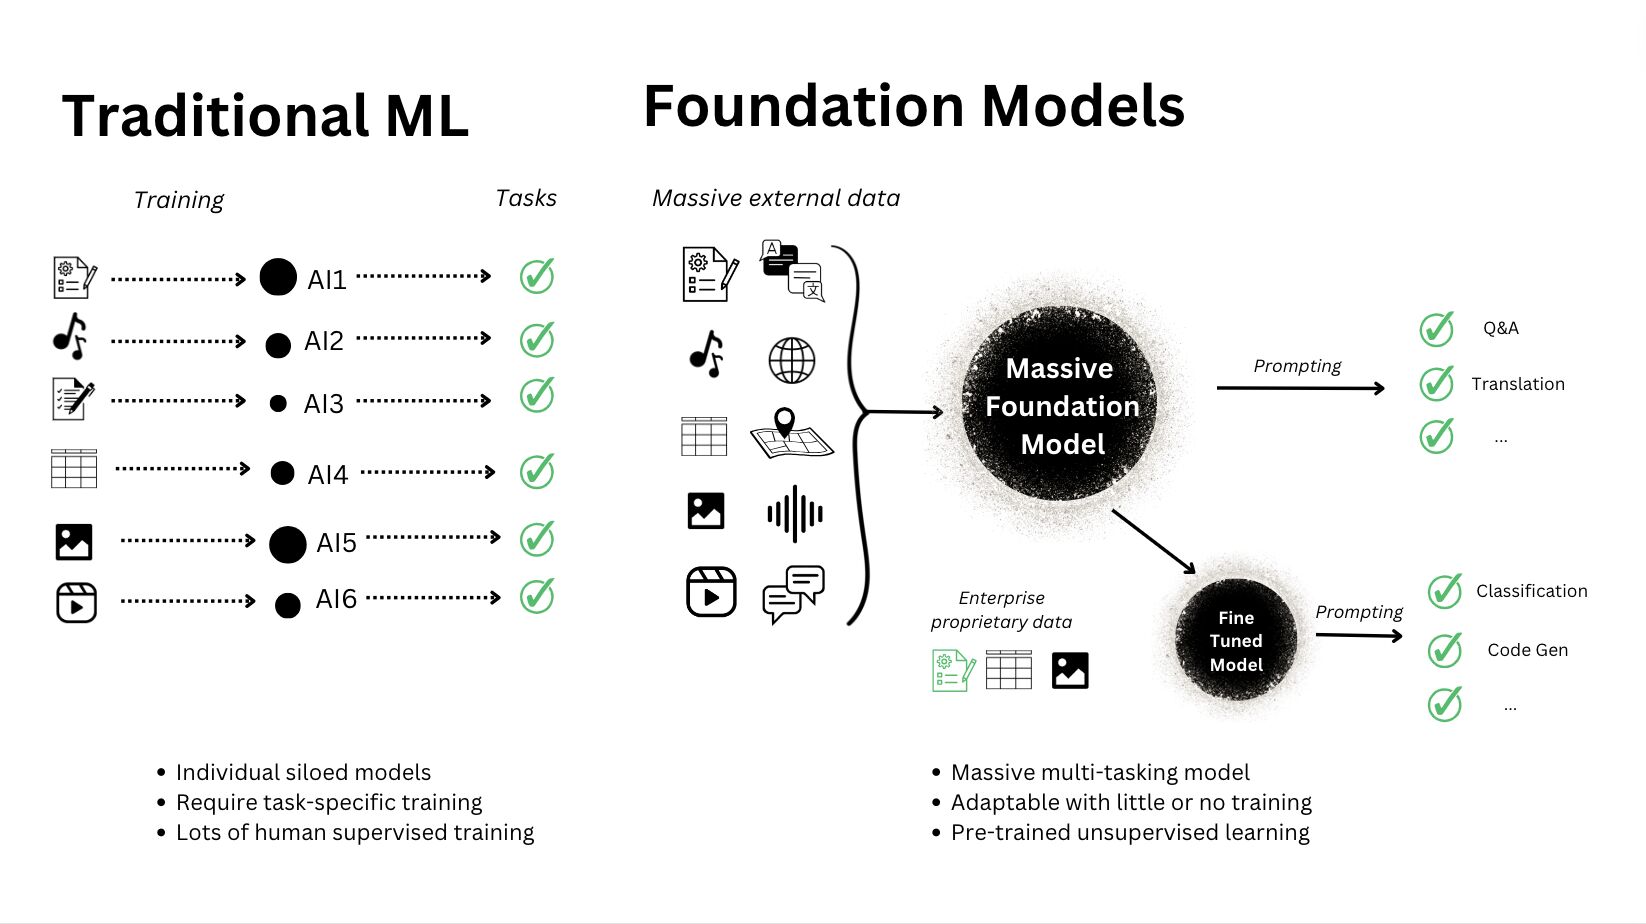 Traditional ML
Training
Tasks
AI1
AI2
AI3
AI4
AI5
AI6
• Individual siloed models
• Require task-specific training
• Lots of human supervised training
Foundation Models
Massive external data
A
文
Massive
Foundation
Model
Prompting
Q&A
Translation
...
Enterprise
proprietary data
Fine
Tuned
Model
Prompting
Classification
Code Gen
...
• Massive multi-tasking model
• Adaptable with little or no training
• Pre-trained unsupervised learning